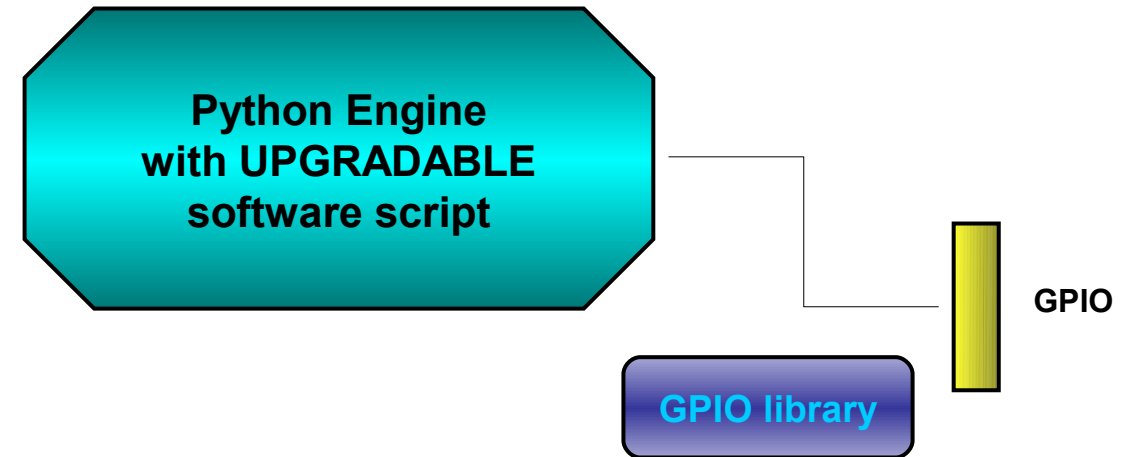 Python Engine
with UPGRADABLE
software script
GPIO
GPIO library